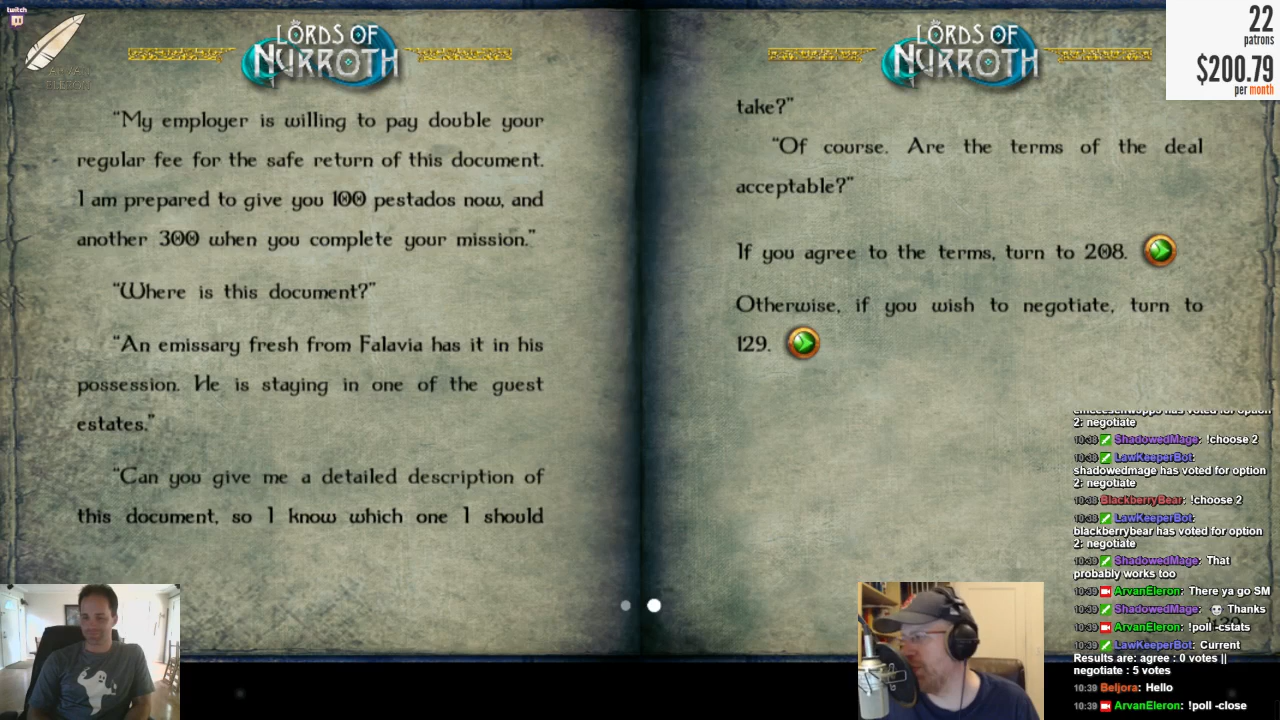 twitch
LORDS OF
NURROTH
LORDS OF
NURROTH
22
patrons
$200.79
per month
“My employer is willing to pay double your
regular fee for the safe return of this document.
I am prepared to give you 100 pestados now, and
another 300 when you complete your mission.”
“Where is this document?”
“An emissary fresh from Falavia has it in his
possession. He is staying in one of the guest
estates.”
“Can you give me a detailed description of
this document, so I know which one I should
take?”
“Of course. Are the terms of the deal
acceptable?”
If you agree to the terms, turn to 208.
Otherwise, if you wish to negotiate, turn to
129.
2: negotiate
10:38 ShadowedMage: !choose 2
10:38 LawKeeperBot:
shadowedmage has voted for option
2: negotiate
10:38 BlackberryBear: !choose 2
10:38 LawKeeperBot:
blackberrybear has voted for option
2: negotiate
10:39 ShadowedMage: That
probably works too
10:39 ArvanEleron: There ya go SM
10:39 ShadowedMage: Thanks
10:39 ArvanEleron: !poll -cstats
10:39 LawKeeperBot: Current
Results are: agree : 0 votes ||
negotiate : 5 votes
10:39 Beljora: Hello
10:39 ArvanEleron: !poll -close